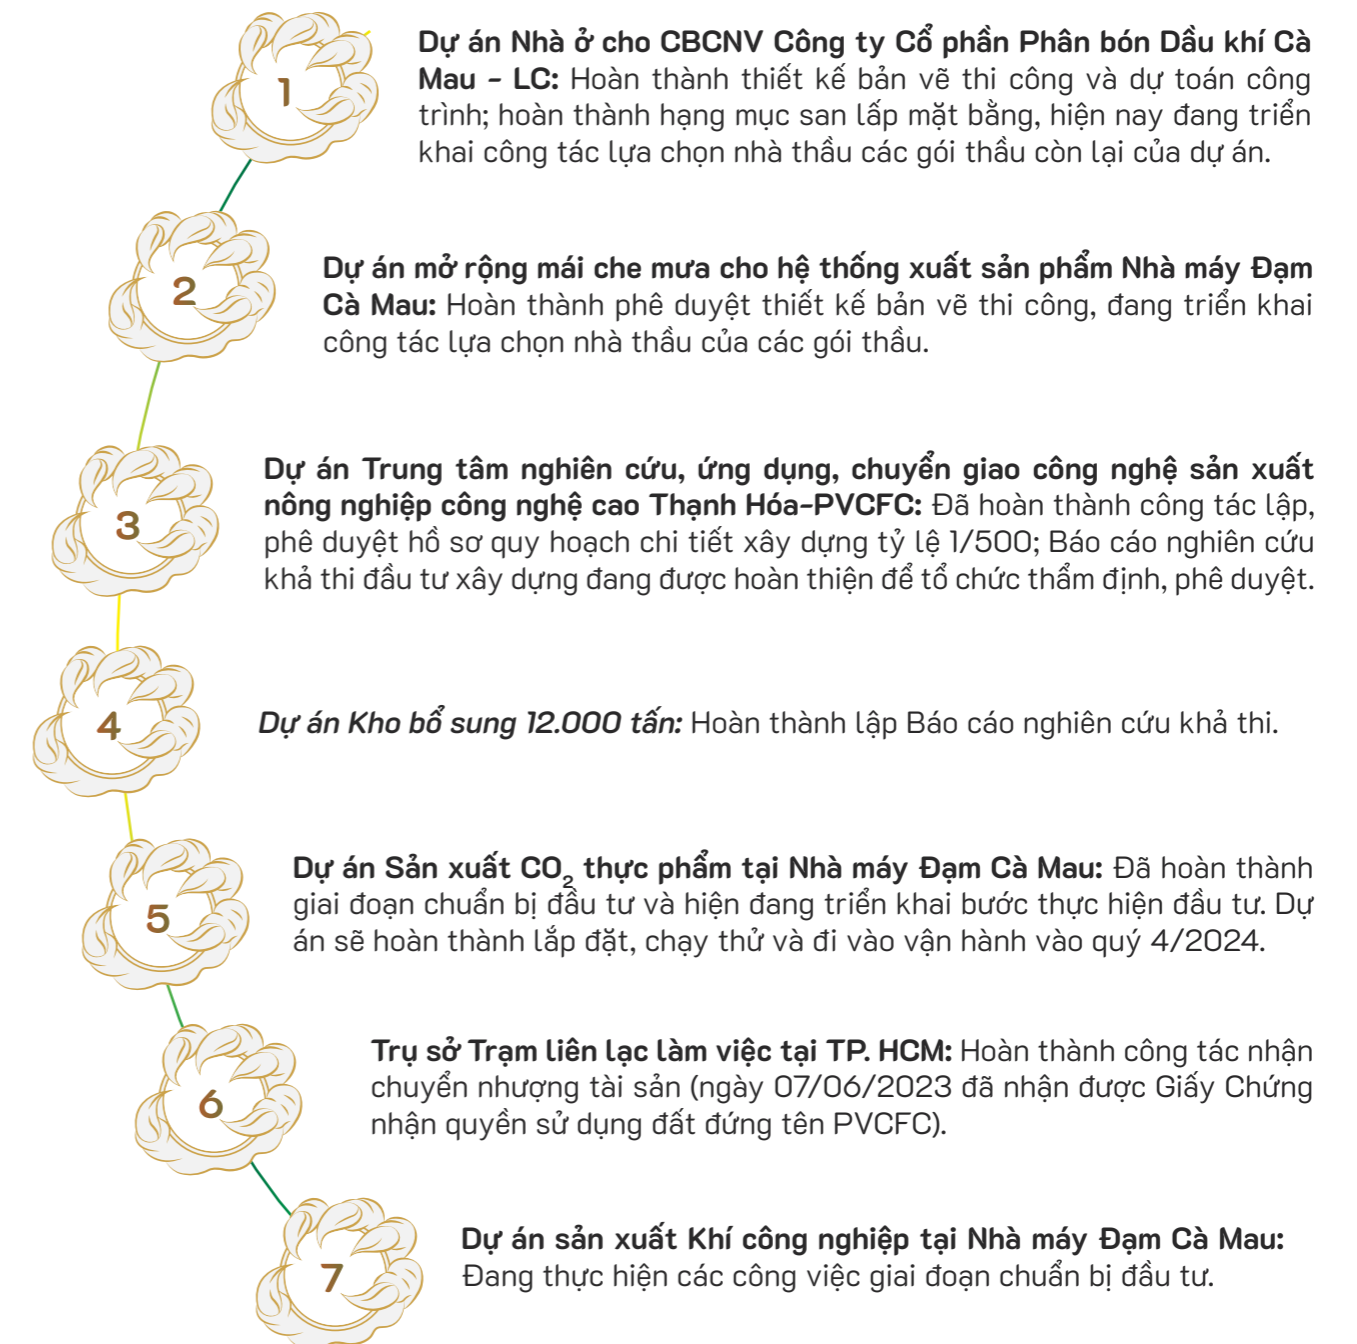 1
Dự án Nhà ở cho CBCNV Công ty Cổ phần Phân bón Dầu khí Cà
Mau - LC: Hoàn thành thiết kế bản vẽ thi công và dự toán công
trình; hoàn thành hạng mục san lấp mặt bằng, hiện nay đang triển
khai công tác lựa chọn nhà thầu các gói thầu còn lại của dự án.
2
Dự án mở rộng mái che mưa cho hệ thống xuất sản phẩm Nhà máy Đạm
Cà Mau: Hoàn thành phê duyệt thiết kế bản vẽ thi công, đang triển khai
công tác lựa chọn nhà thầu của các gói thầu.
3
Dự án Trung tâm nghiên cứu, ứng dụng, chuyển giao công nghệ sản xuất
nông nghiệp công nghệ cao Thạnh Hóa-PVCFC: Đã hoàn thành công tác lập,
phê duyệt hồ sơ quy hoạch chi tiết xây dựng tỷ lệ 1/500; Báo cáo nghiên cứu
khả thi đầu tư xây dựng đang được hoàn thiện để tổ chức thẩm định, phê duyệt.
4
Dự án Kho bổ sung 12.000 tấn: Hoàn thành lập Báo cáo nghiên cứu khả thi.
5
Dự án Sản xuất CO₂ thực phẩm tại Nhà máy Đạm Cà Mau: Đã hoàn thành
giai đoạn chuẩn bị đầu tư và hiện đang triển khai bước thực hiện đầu tư. Dự
án sẽ hoàn thành lắp đặt, chạy thử và đi vào vận hành vào quý 4/2024.
6
Trụ sở Trạm liên lạc làm việc tại TP. HCM: Hoàn thành công tác nhận
chuyển nhượng tài sản (ngày 07/06/2023 đã nhận được Giấy Chứng
nhận quyền sử dụng đất đứng tên PVCFC).
7
Dự án sản xuất Khí công nghiệp tại Nhà máy Đạm Cà Mau:
Đang thực hiện các công việc giai đoạn chuẩn bị đầu tư.